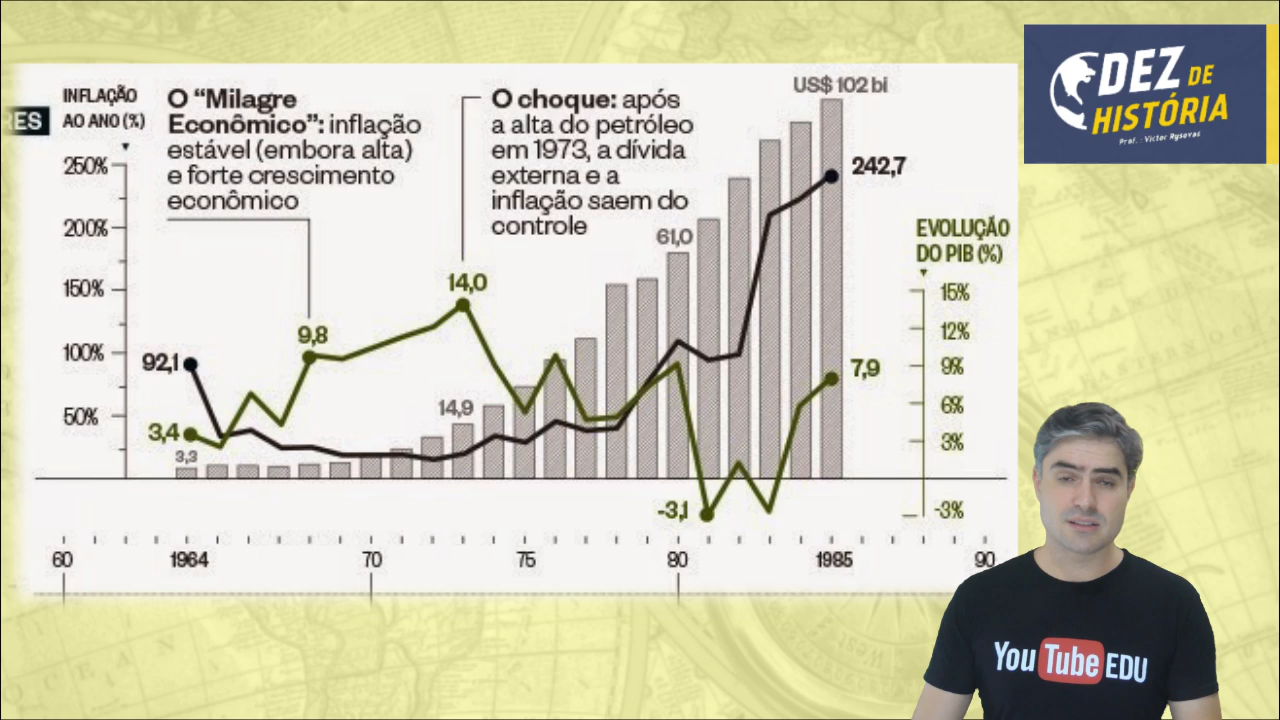 DEZ DE
HISTÓRIA
Prof.: Victor Rysovas
INFLAÇÃO
AO ANO (%)
250%
200%
150%
100%
50%
O “Milagre
Econômico”: inflação
estável (embora alta)
e forte crescimento
econômico
O choque: após
a alta do petróleo
em 1973, a dívida
externa e a
inflação saem do
controle
US$ 102 bi
242,7
61,0
14,0
9,8
92,1
14,9
7,9
3,4
3,3
-3,1
EVOLUÇÃO
DO PIB (%)
15%
12%
9%
6%
3%
-3%
60 1964 70 75 80 1985 90
YouTube EDU